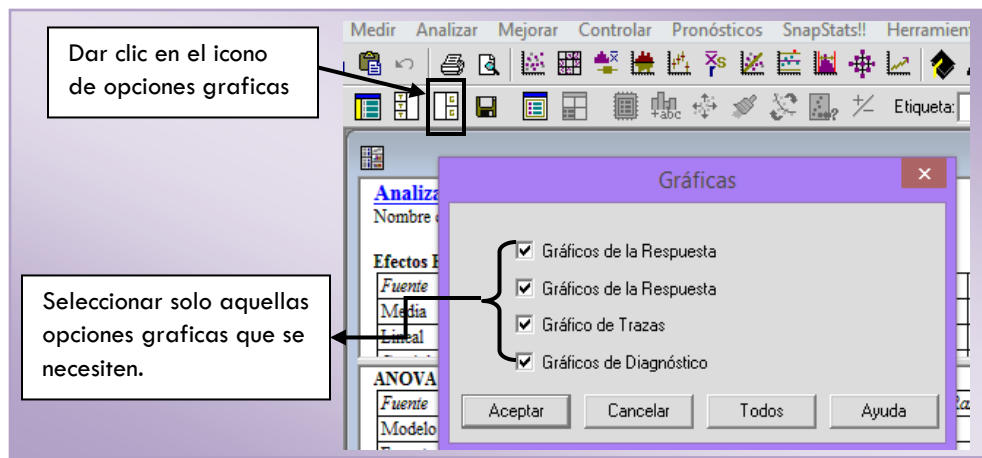 Dar clic en el icono
de opciones graficas
Medir Analizar Mejorar Controlar Pronósticos SnapStats!! Herramien
Etiqueta:
Gráficas
Analiza
Nombre
Efectos
Fuente
Media
Lineal
Gráficos de la Respuesta
Gráficos de la Respuesta
Gráfico de Trazas
Gráficos de Diagnóstico
Seleccionar solo aquellas
opciones graficas que se
necesiten.
ANOVA
Fuente
Modelo
Aceptar Cancelar Todos Ayuda